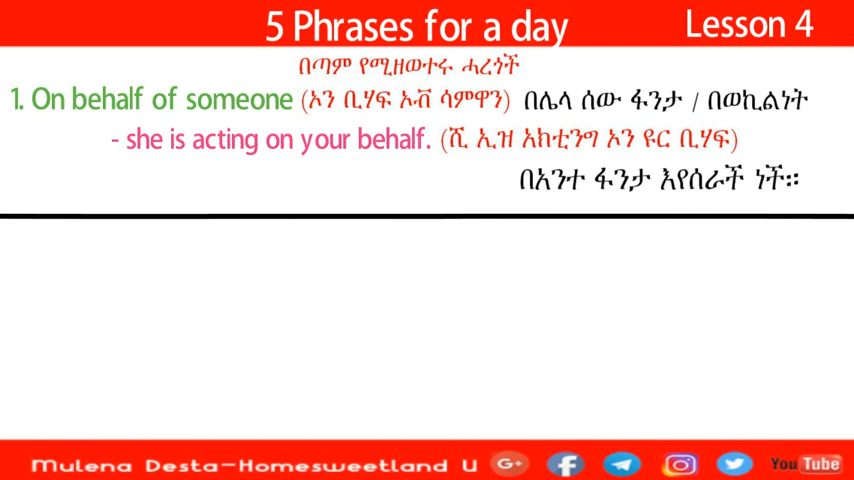 5 Phrases for a day
Lesson 4
በጣም የሚዘወተሩ ሓረጎች
1. On behalf of someone (ኦን ቢሃፍ ኦቭ ሳምዋን) በሌላ ሰው ፋንታ / በወኪልነት
- she is acting on your behalf. (ሺ ኢዝ አክቲንግ ኦን ዩር ቢሃፍ)
በአንተ ፋንታ እየሰራች ነች፡፡
Mulena Desta-Homesweetland U
G+
YouTube